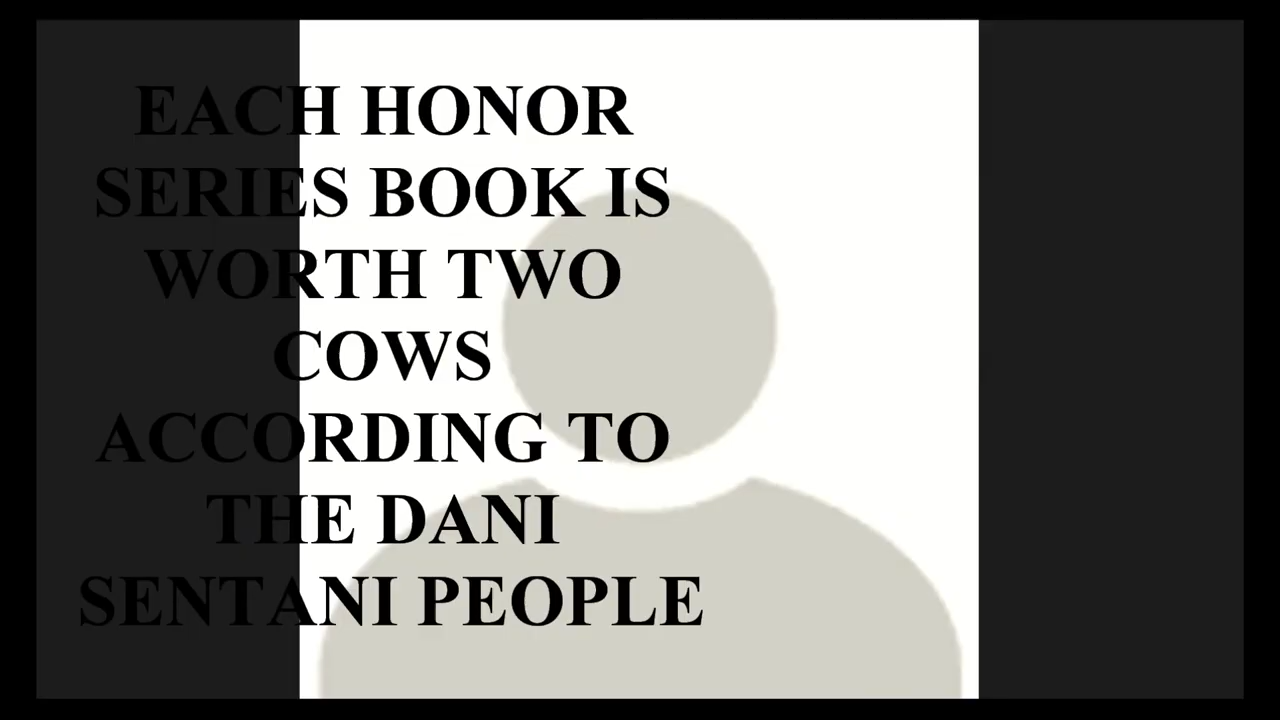 EACH HONOR
SERIES BOOK IS
WORTH TWO
COWS
ACCORDING TO
THE DANI
SENTANI PEOPLE